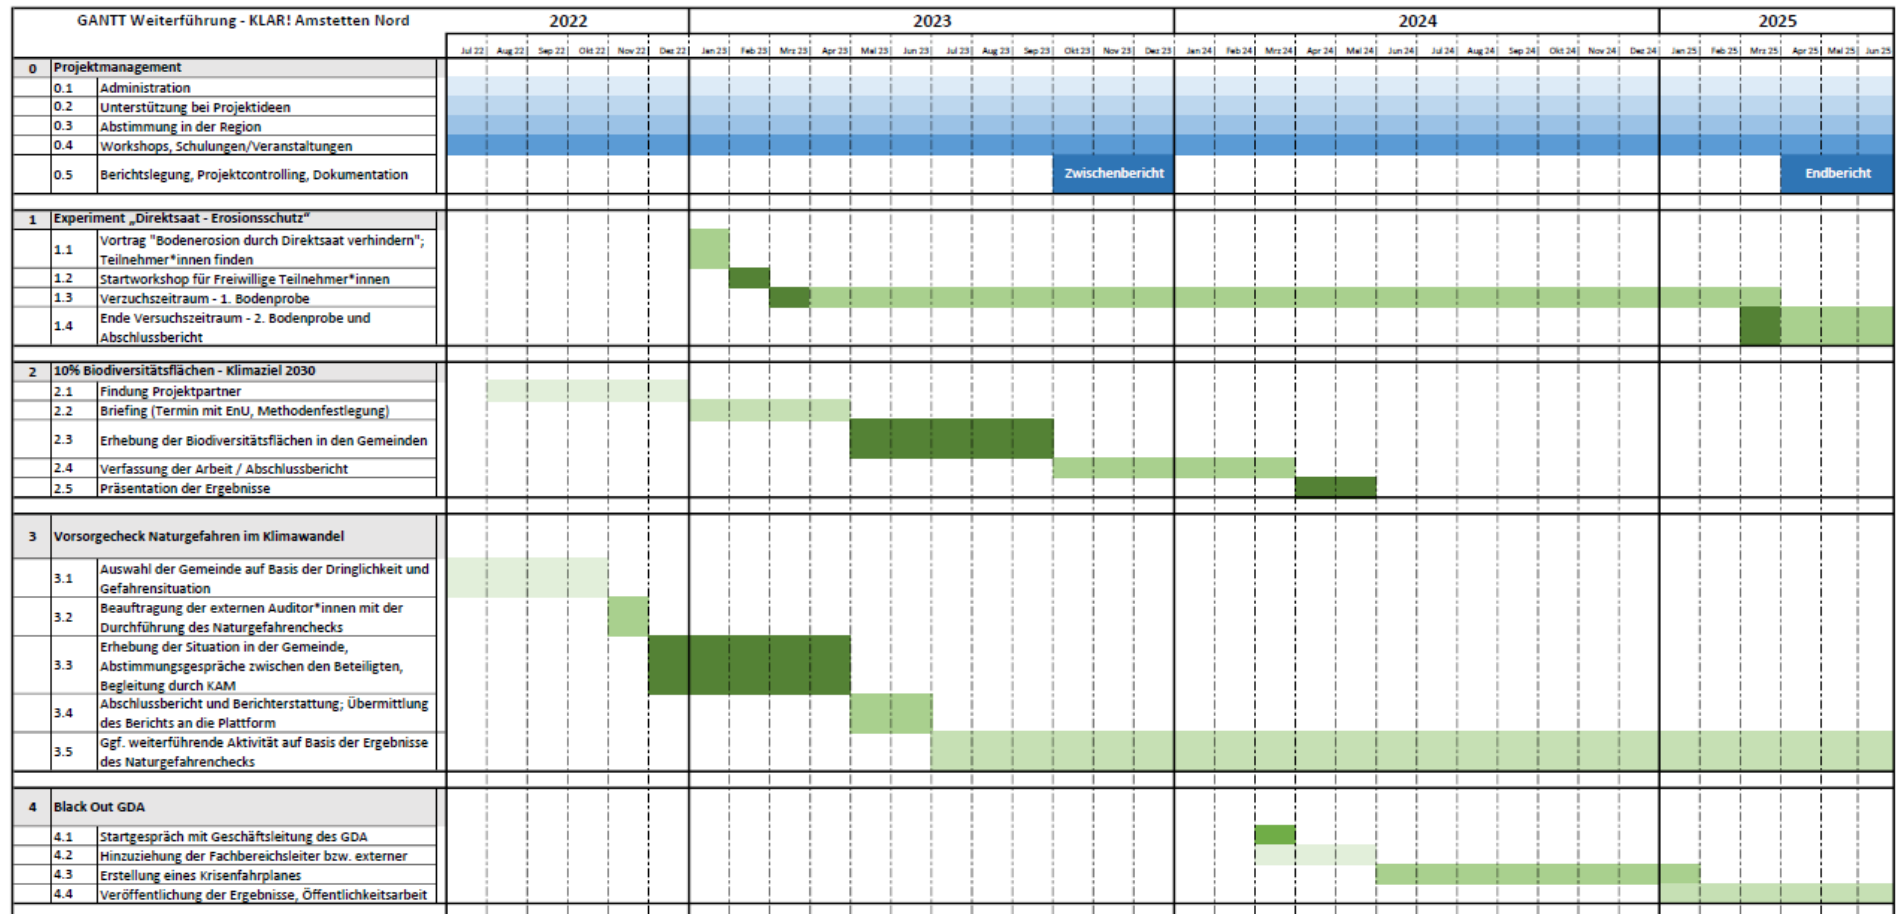 GANTT Weiterführung - KLAR! Amstetten Nord 2022 2023 2024 2025
Jul 22 Aug 22 Sep 22 Okt 22 Nov 22 Dez 22 Jan 23 Feb 23 Mrz 23 Apr 23 Mai 23 Jun 23 Jul 23 Aug 23 Sep 23 Okt 23 Nov 23 Dez 23 Jan 24 Feb 24 Mrz 24 Apr 24 Mai 24 Jun 24 Jul 24 Aug 24 Sep 24 Okt 24 Nov 24 Dez 24 Jan 25 Feb 25 Mrz 25 Apr 25 Mai 25 Jun 25
0 Projektmanagement
0.1 Administration
0.2 Unterstützung bei Projektideen
0.3 Abstimmung in der Region
0.4 Workshops, Schulungen/Veranstaltungen
0.5 Berichtslegung, Projektcontrolling, Dokumentation Zwischenbericht Endbericht
1 Experiment „Direktsaat - Erosionsschutz“
1.1 Vortrag "Bodenerosion durch Direktsaat verhindern";
Teilnehmer*innen finden
1.2 Startworkshop für Freiwillige Teilnehmer*innen
1.3 Verzuchszeitraum - 1. Bodenprobe
1.4 Ende Versuchszeitraum - 2. Bodenprobe und
Abschlussbericht
2 10% Biodiversitätsflächen - Klimaziel 2030
2.1 Findung Projektpartner
2.2 Briefing (Termin mit EnU, Methodenfestlegung)
2.3 Erhebung der Biodiversitätsflächen in den Gemeinden
2.4 Verfassung der Arbeit / Abschlussbericht
2.5 Präsentation der Ergebnisse
3 Vorsorgecheck Naturgefahren im Klimawandel
3.1 Auswahl der Gemeinde auf Basis der Dringlichkeit und
Gefahrensituation
3.2 Beauftragung der externen Auditor*innen mit der
Durchführung des Naturgefahrenchecks
3.3 Erhebung der Situation in der Gemeinde,
Abstimmungsgespräche zwischen den Beteiligten,
Begleitung durch KAM
3.4 Abschlussbericht und Berichterstattung; Übermittlung
des Berichts an die Plattform
3.5 Ggf. weiterführende Aktivität auf Basis der Ergebnisse
des Naturgefahrenchecks
4 Black Out GDA
4.1 Startgespräch mit Geschäftsleitung des GDA
4.2 Hinzuziehung der Fachbereichsleiter bzw. externer
4.3 Erstellung eines Krisenfahrplanes
4.4 Veröffentlichung der Ergebnisse, Öffentlichkeitsarbeit